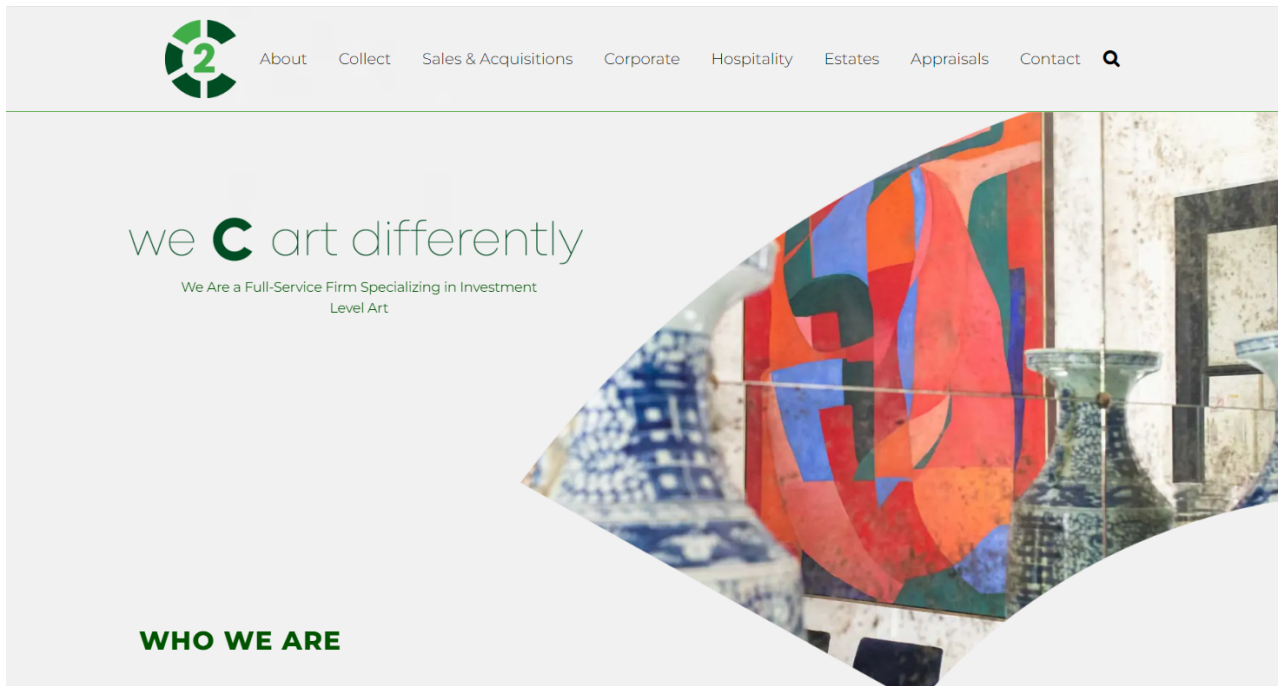 2
About Collect Sales & Acquisitions Corporate Hospitality Estates Appraisals Contact
we C art differently
We Are a Full-Service Firm Specializing in Investment
Level Art
WHO WE ARE